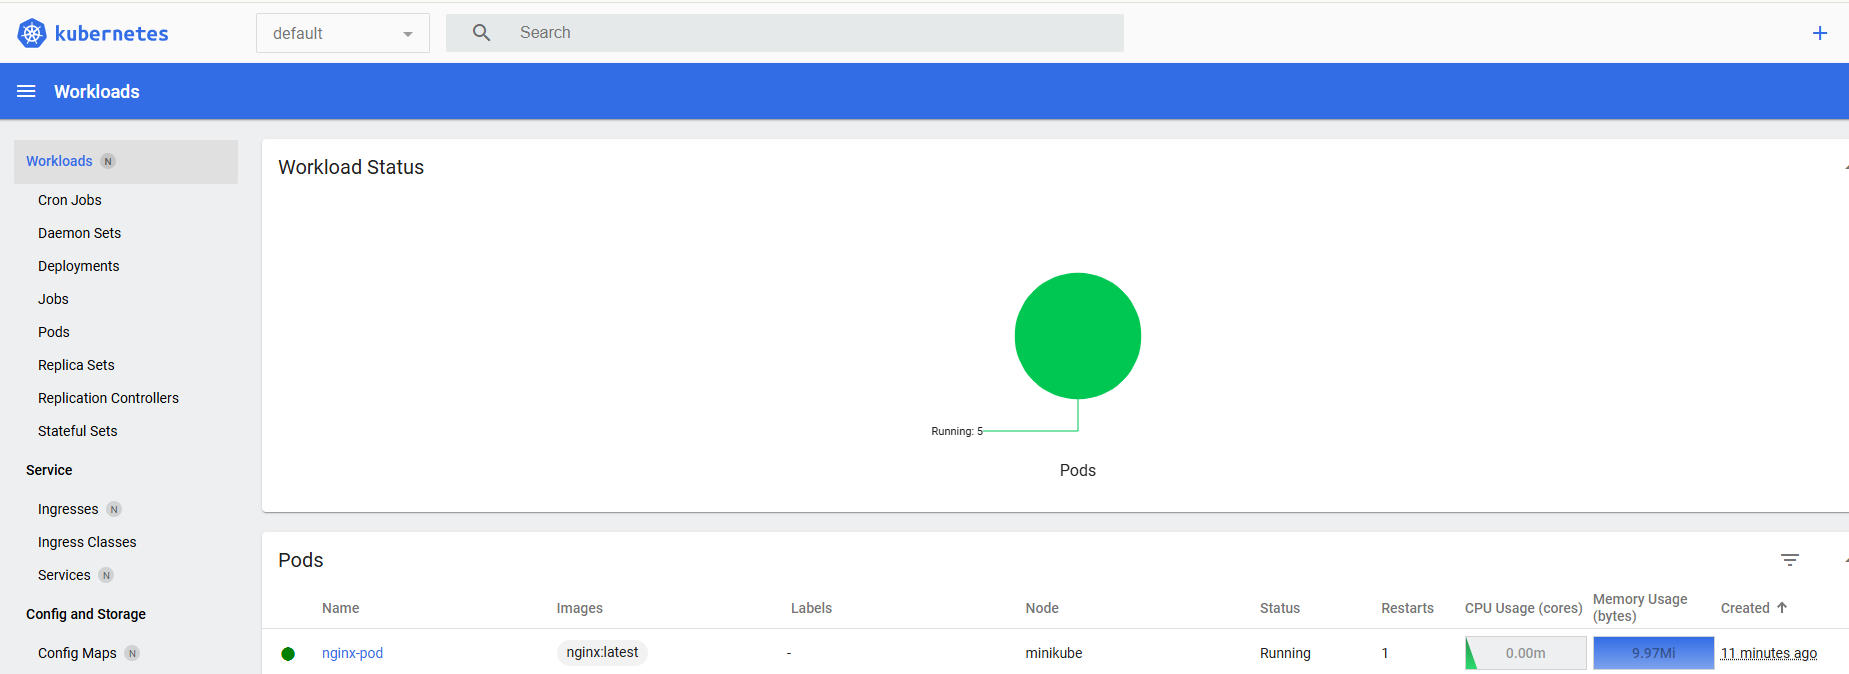 kubernetes
default
Search
+
Workloads
Workloads N
Cron Jobs
Daemon Sets
Deployments
Jobs
Pods
Replica Sets
Replication Controllers
Stateful Sets
Service
Ingresses N
Ingress Classes
Services N
Config and Storage
Config Maps N
Workload Status
Running: 5
Pods
Pods
Name Images Labels Node Status Restarts CPU Usage (cores) Memory Usage (bytes) Created
nginx-pod nginx:latest - minikube Running 1 0.00m 9.97Mi 11 minutes ago